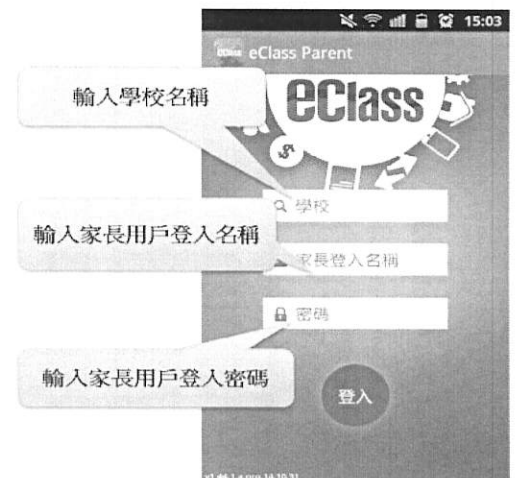 15:03
eClass Parent
eClass
輸入學校名稱
學校
輸入家長用戶登入名稱
家長登入名稱
密碼
輸入家長用戶登入密碼
登入